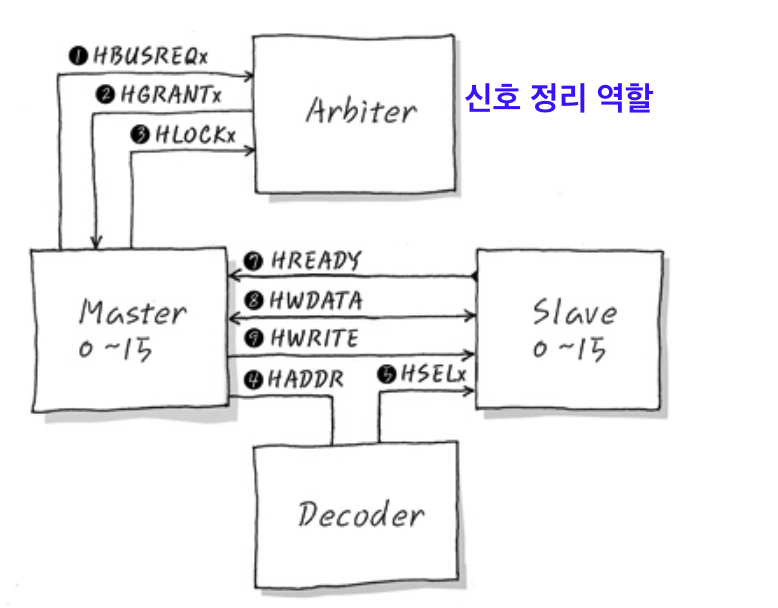 ❶ HBUSREQx
❷ HGRANTx
❸ HLOCKx
Arbiter
신호 정리 역할
❼ HREADY
❽ HWDATA
❾ HWRITE
❹ HADDR
❺ HSELx
Master
0 ~15
Slave
0 ~15
Decoder